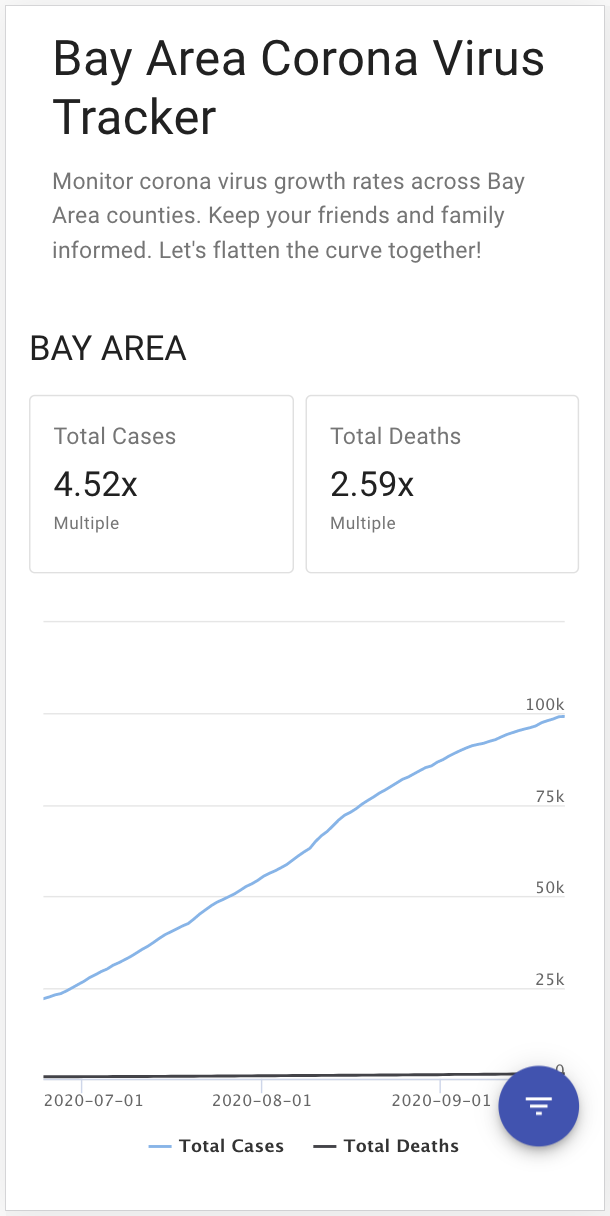 Bay Area Corona Virus
Tracker
Monitor corona virus growth rates across Bay
Area counties. Keep your friends and family
informed. Let's flatten the curve together!
BAY AREA
Total Cases
4.52x
Multiple
Total Deaths
2.59x
Multiple
100k
75k
50k
25k
0
2020-07-01 2020-08-01 2020-09-01
Total Cases Total Deaths